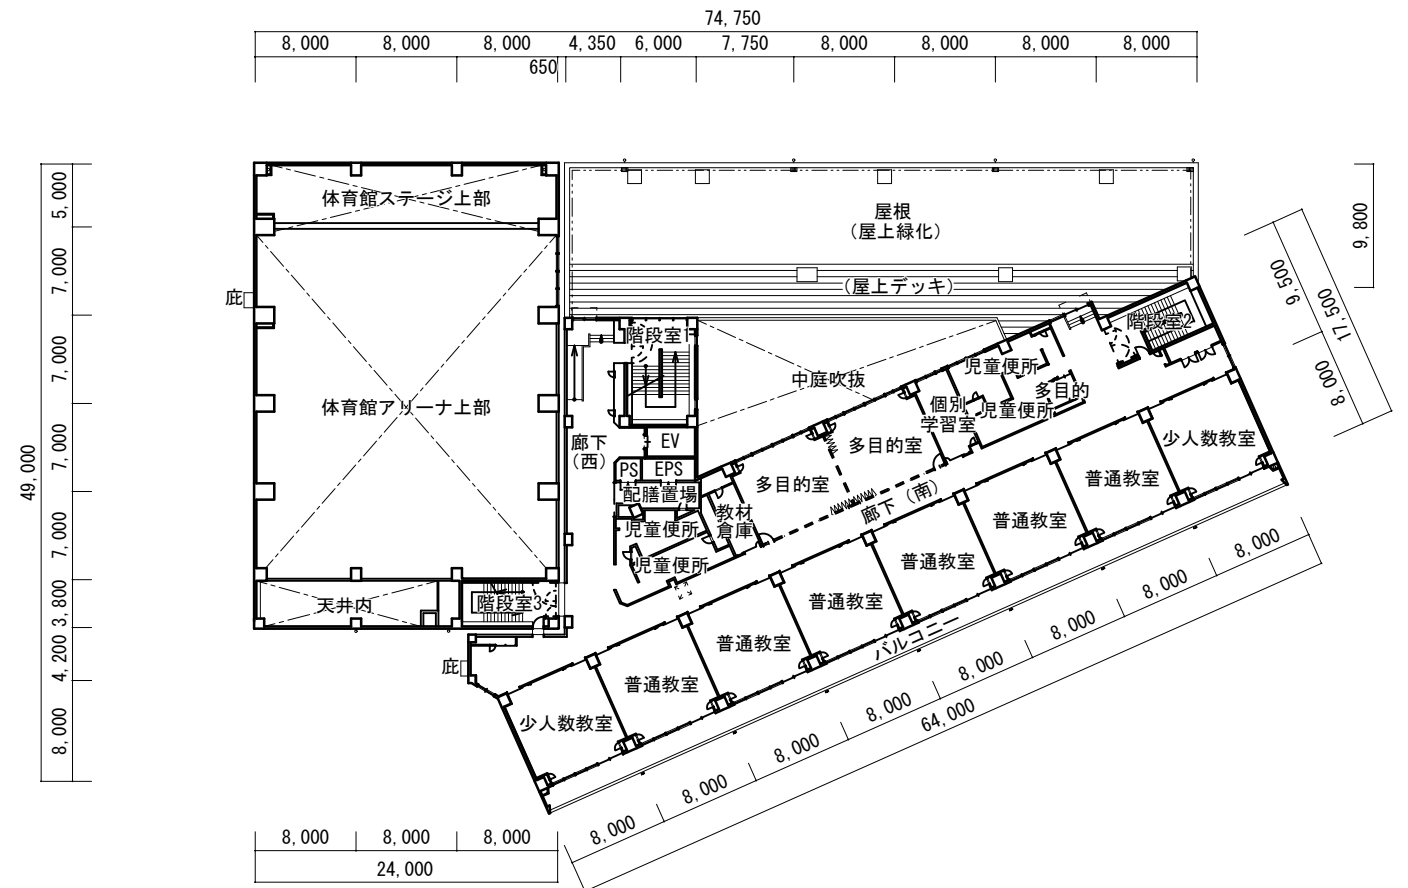 74,750
8,000
8,000
8,000
4,350
6,000
7,750
8,000
8,000
8,000
8,000
650
49,000
5,000
7,000
7,000
7,000
7,000
3,800
4,200
8,000
9,800
9,500
8,000
17,500
体育館ステージ上部
屋根
(屋上緑化)
(屋上デッキ)
庇
階段室1
階段室2
中庭吹抜
体育館アリーナ上部
児童便所
多目的
児童便所
個別
学習室
多目的室
多目的室
廊下
(西)
EV
PS
EPS
配膳置場
教材
倉庫
児童便所
児童便所
廊下 (南)
少人数教室
普通教室
普通教室
普通教室
普通教室
普通教室
普通教室
少人数教室
バルコニー
天井内
階段室3
庇
8,000
8,000
8,000
8,000
8,000
8,000
8,000
8,000
64,000
8,000
8,000
8,000
24,000